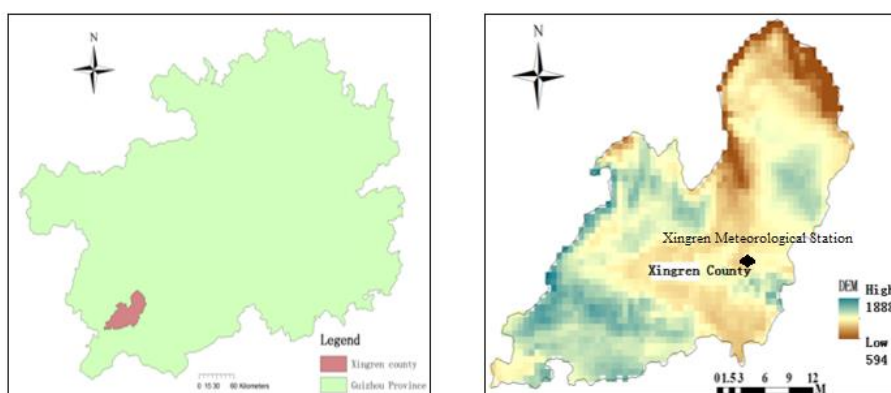 N
Legend
Xingren county
Guizhou Province
0 15 30 60 Kilometers
N
Xingren Meteorological Station
Xingren County
DEM
High
1888
Low
594
0 1.5 3 6 9 12
M